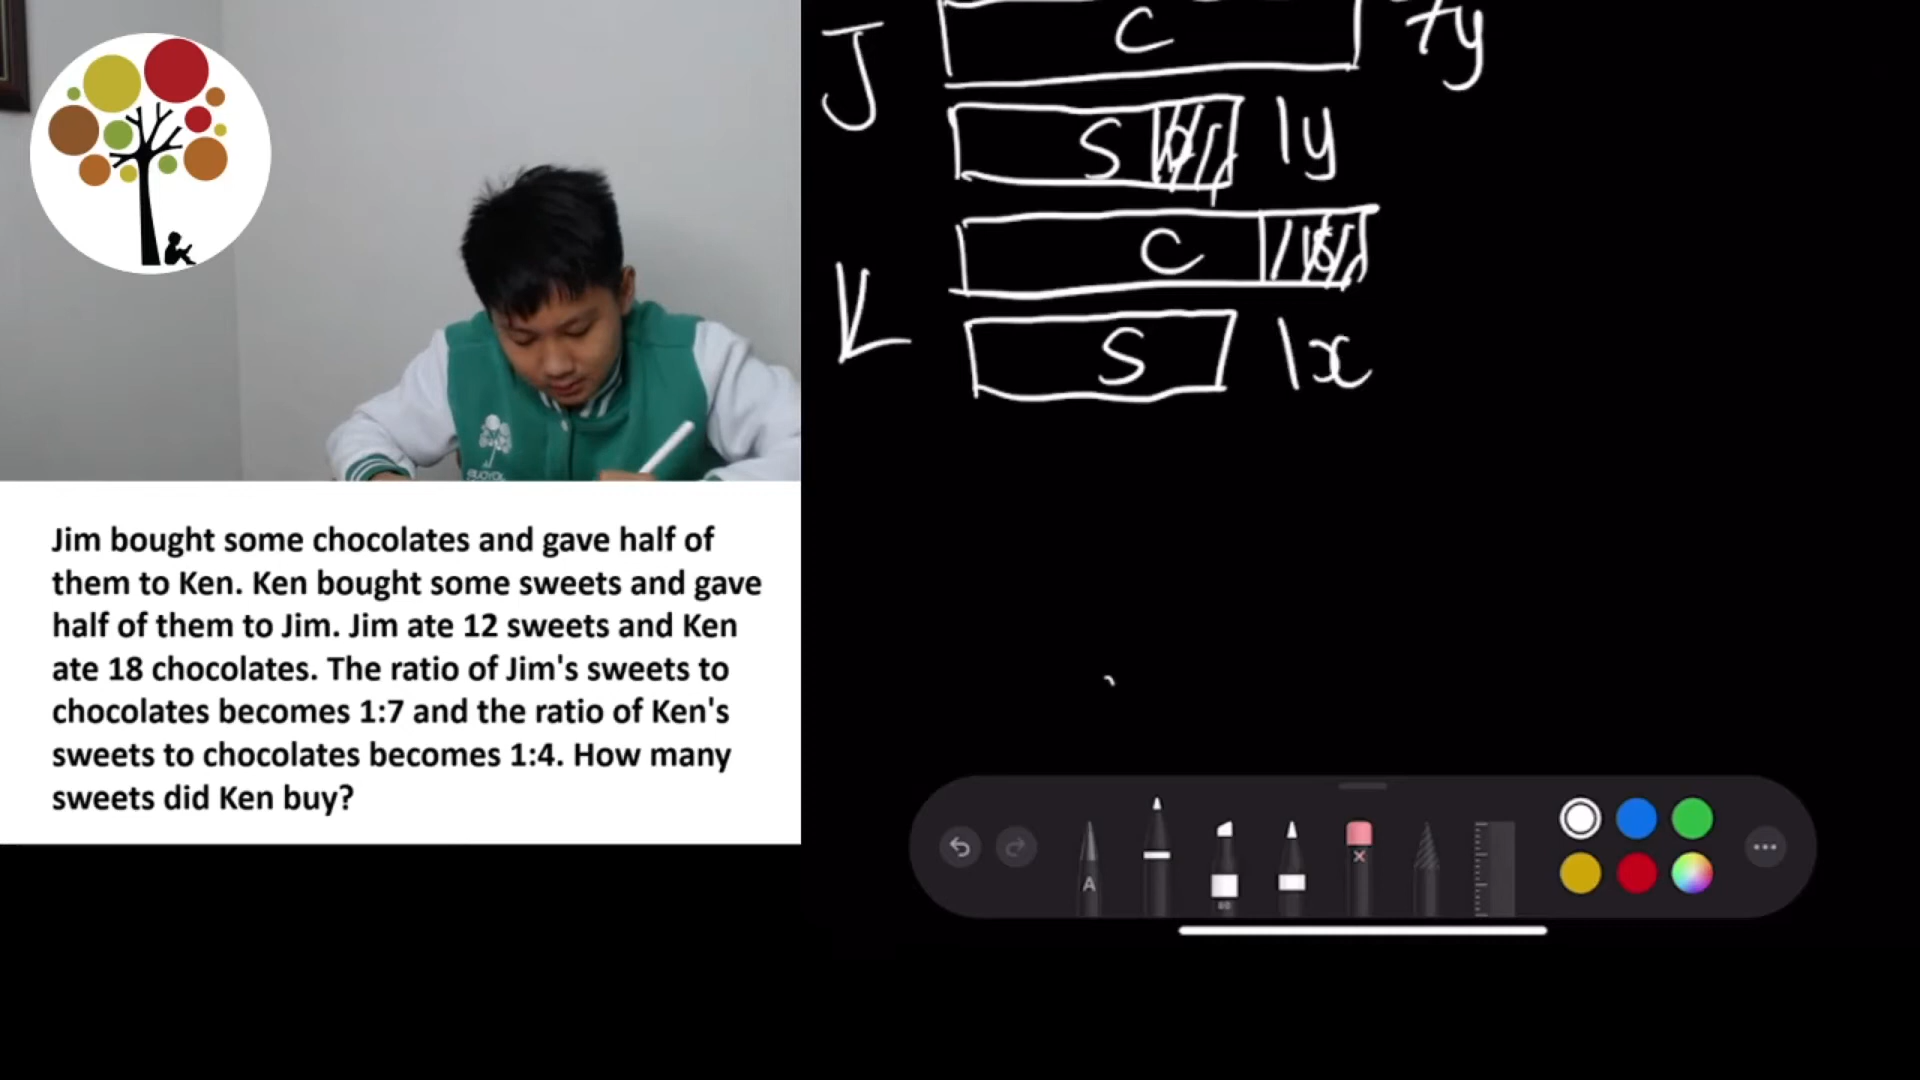 J
C
7y
S
1y
C
K
S
1x
Jim bought some chocolates and gave half of
them to Ken. Ken bought some sweets and gave
half of them to Jim. Jim ate 12 sweets and Ken
ate 18 chocolates. The ratio of Jim's sweets to
chocolates becomes 1:7 and the ratio of Ken's
sweets to chocolates becomes 1:4. How many
sweets did Ken buy?
A